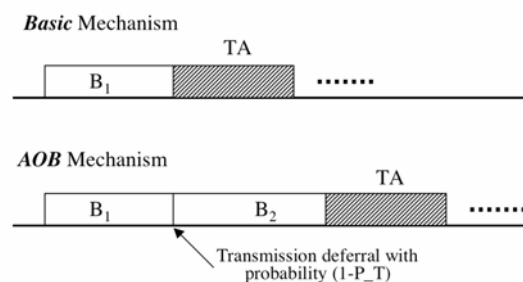 Basic Mechanism
TA
B1
AOB Mechanism
TA
B1
B2
Transmission deferral with
probability (1-P_T)